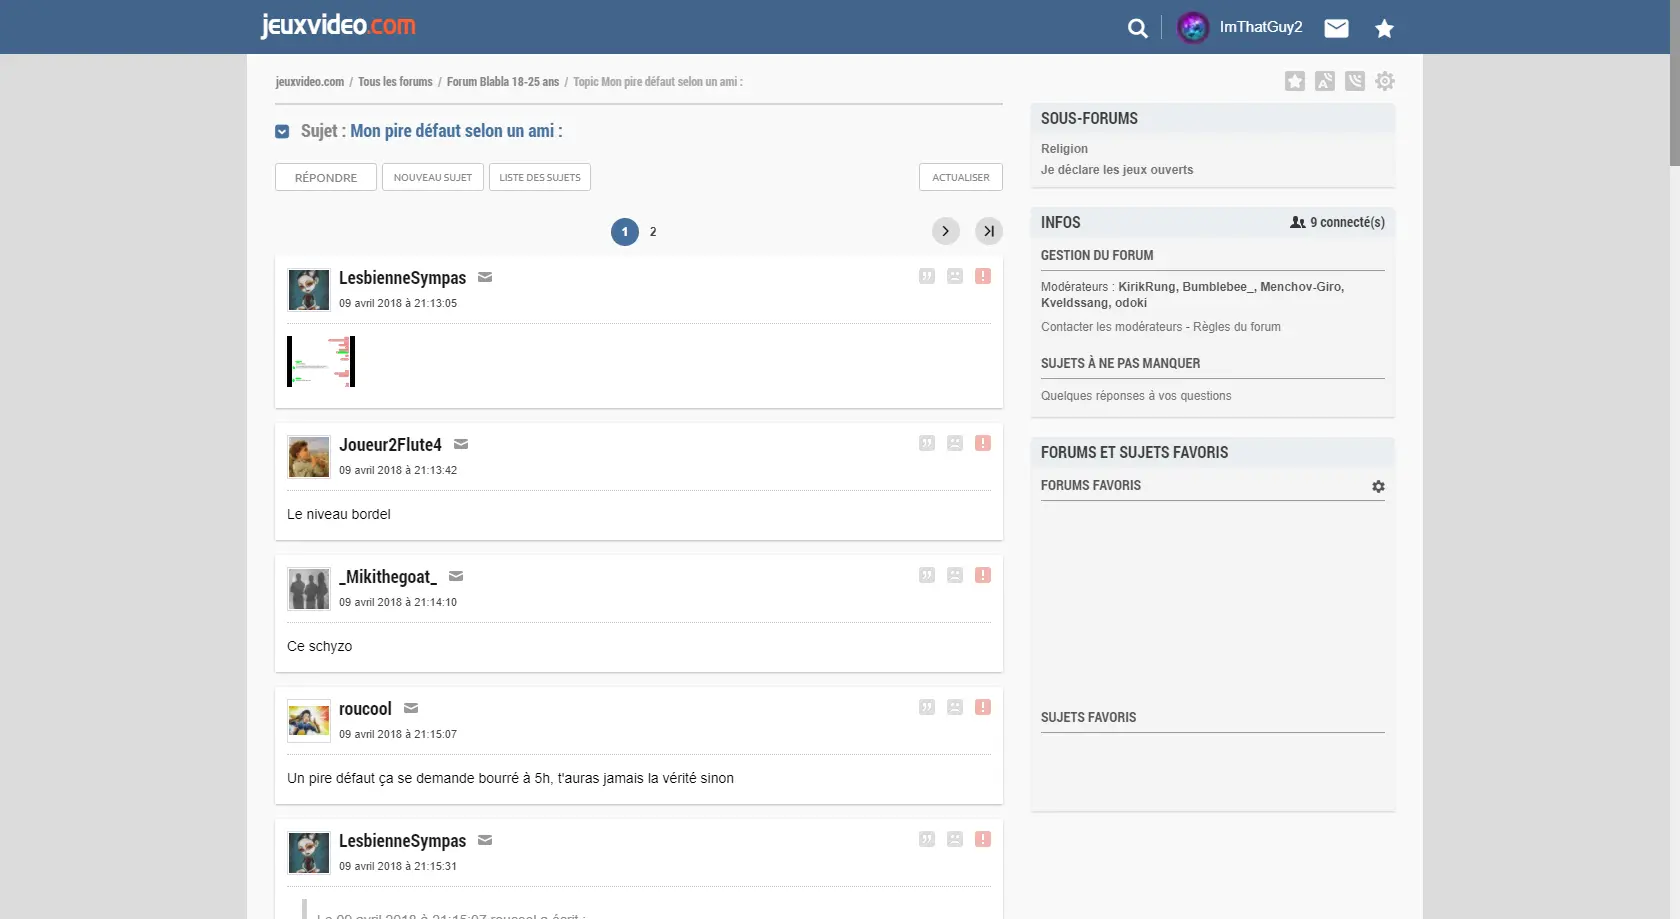 jeuxvideo.com
ImThatGuy2
jeuxvideo.com / Tous les forums / Forum Blabla 18-25 ans / Topic Mon pire défaut selon un ami :
Sujet : Mon pire défaut selon un ami :
RÉPONDRE
NOUVEAU SUJET
LISTE DES SUJETS
ACTUALISER
1 2
LesbienneSympas
09 avril 2018 à 21:13:05
Joueur2Flute4
09 avril 2018 à 21:13:42
Le niveau bordel
_Mikithegoat_
09 avril 2018 à 21:14:10
Ce schyzo
roucool
09 avril 2018 à 21:15:07
Un pire défaut ça se demande bourré à 5h, t'auras jamais la vérité sinon
LesbienneSympas
09 avril 2018 à 21:15:31
Le 09 avril 2018 à 21:15:07 roucool a écrit :
SOUS-FORUMS
Religion
Je déclare les jeux ouverts
INFOS
9 connecté(s)
GESTION DU FORUM
Modérateurs : KirikRung, Bumblebee_, Menchov-Giro,
Kveldssang, odoki
Contacter les modérateurs - Règles du forum
SUJETS À NE PAS MANQUER
Quelques réponses à vos questions
FORUMS ET SUJETS FAVORIS
FORUMS FAVORIS
SUJETS FAVORIS